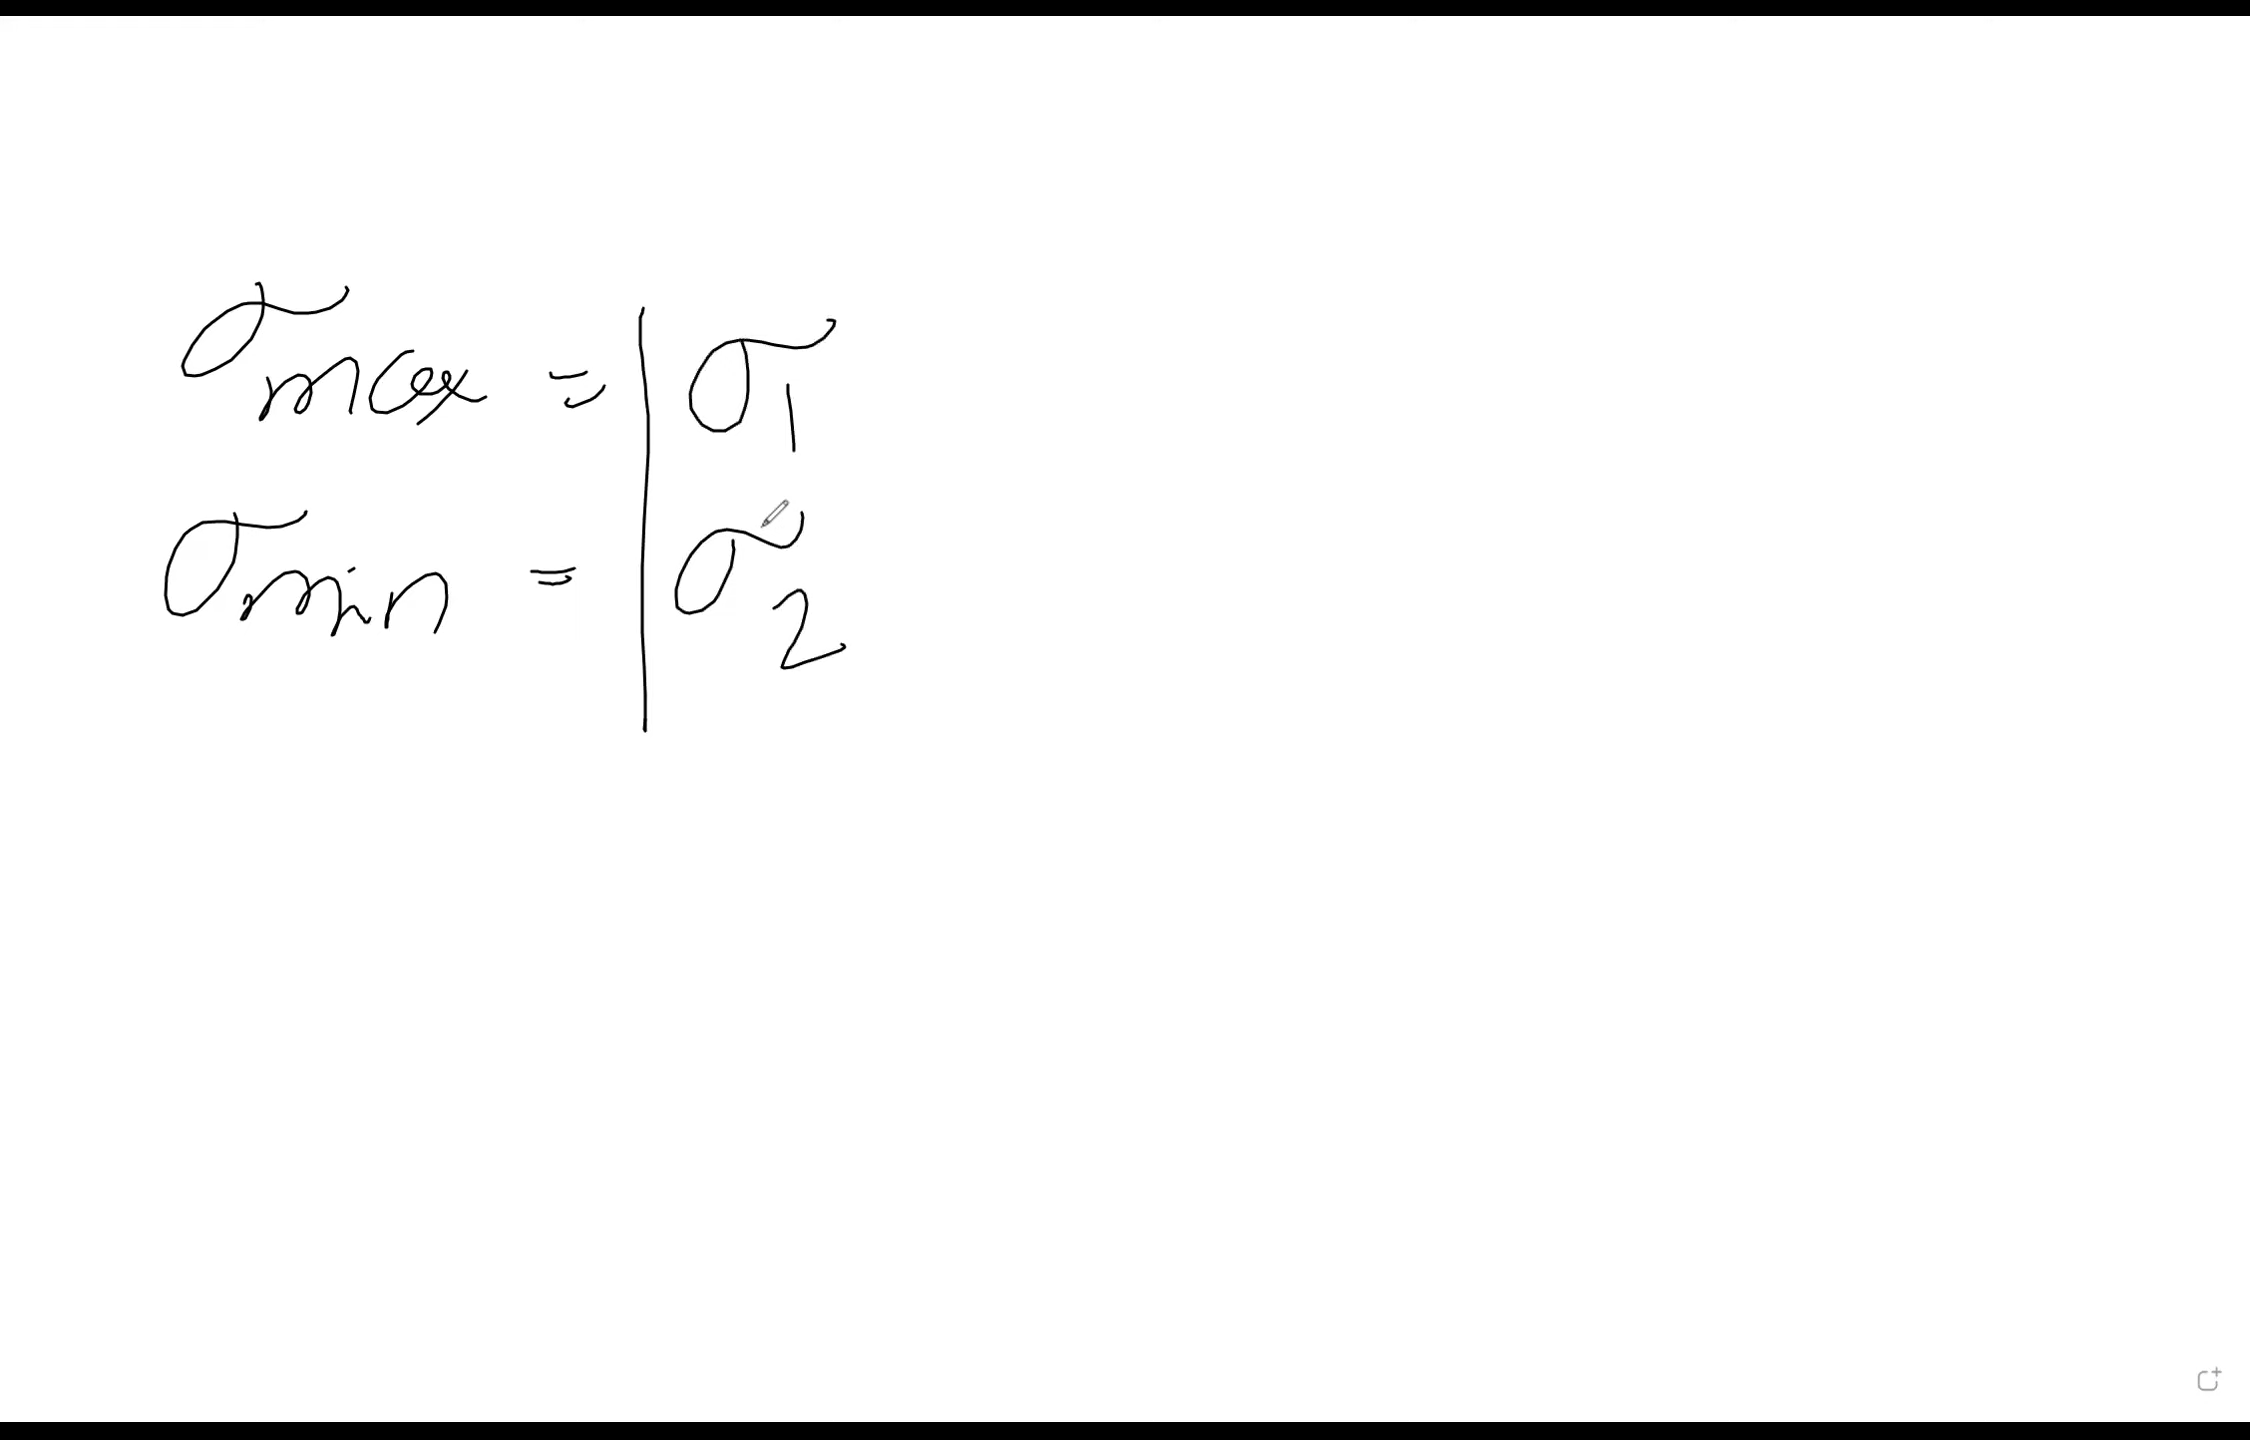 σmax = | σ1
σmin = | σ2